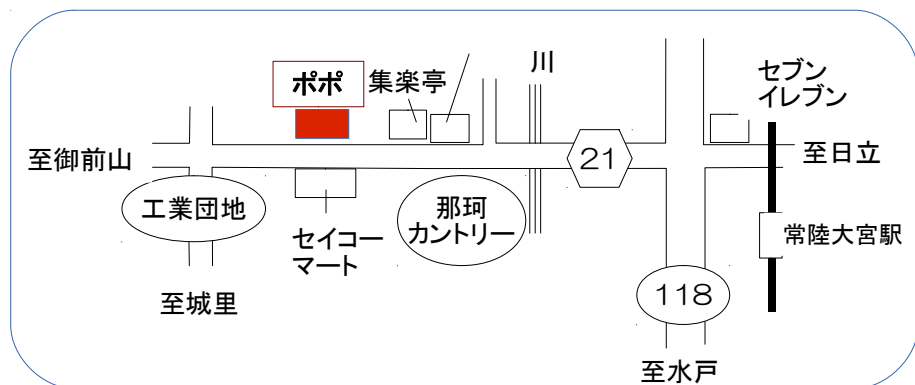 川
セブン
イレブン
ポポ
集楽亭
至御前山
21
至日立
工業団地
那珂
カントリー
セイコー
マート
常陸大宮駅
至城里
118
至水戸